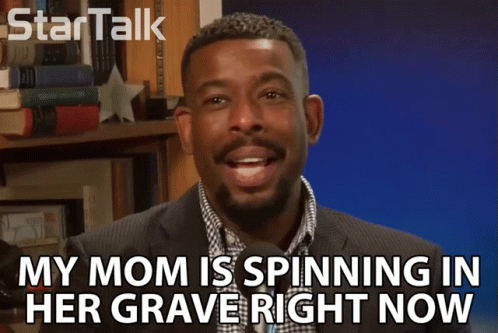 StarTalk
MY MOM IS SPINNING IN
HER GRAVE RIGHT NOW